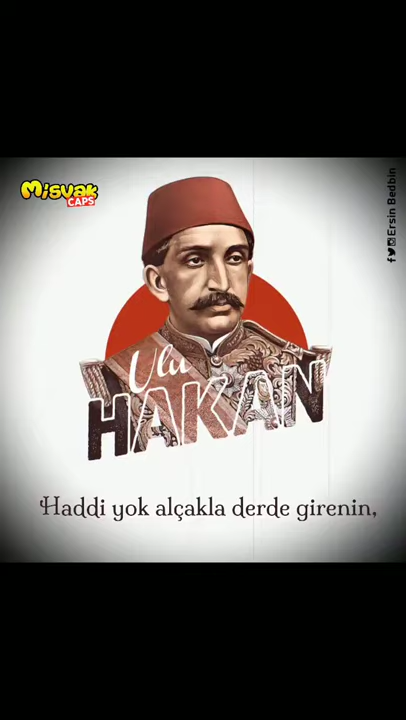 Misvak
CAPS
Ersin Bedbin
Ulu
HAKAN
Haddi yok alçakla derde girenin,